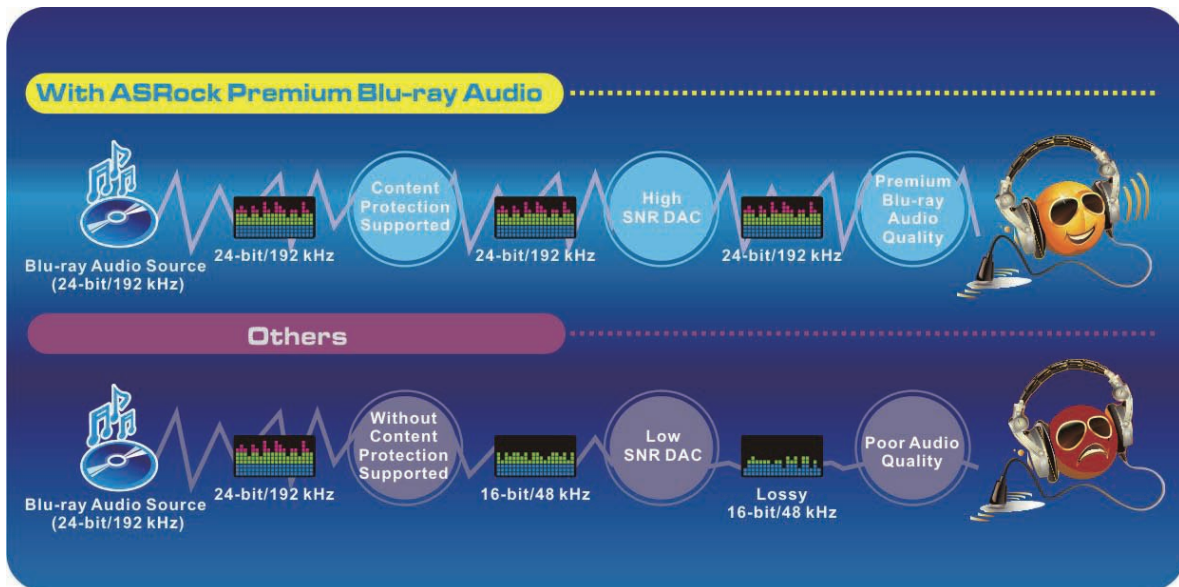 With ASRock Premium Blu-ray Audio
Blu-ray Audio Source
(24-bit/192 kHz)
24-bit/192 kHz
Content
Protection
Supported
24-bit/192 kHz
High
SNR DAC
24-bit/192 kHz
Premium
Blu-ray
Audio
Quality
Others
Blu-ray Audio Source
(24-bit/192 kHz)
24-bit/192 kHz
Without
Content
Protection
Supported
16-bit/48 kHz
Low
SNR DAC
Lossy
16-bit/48 kHz
Poor Audio
Quality